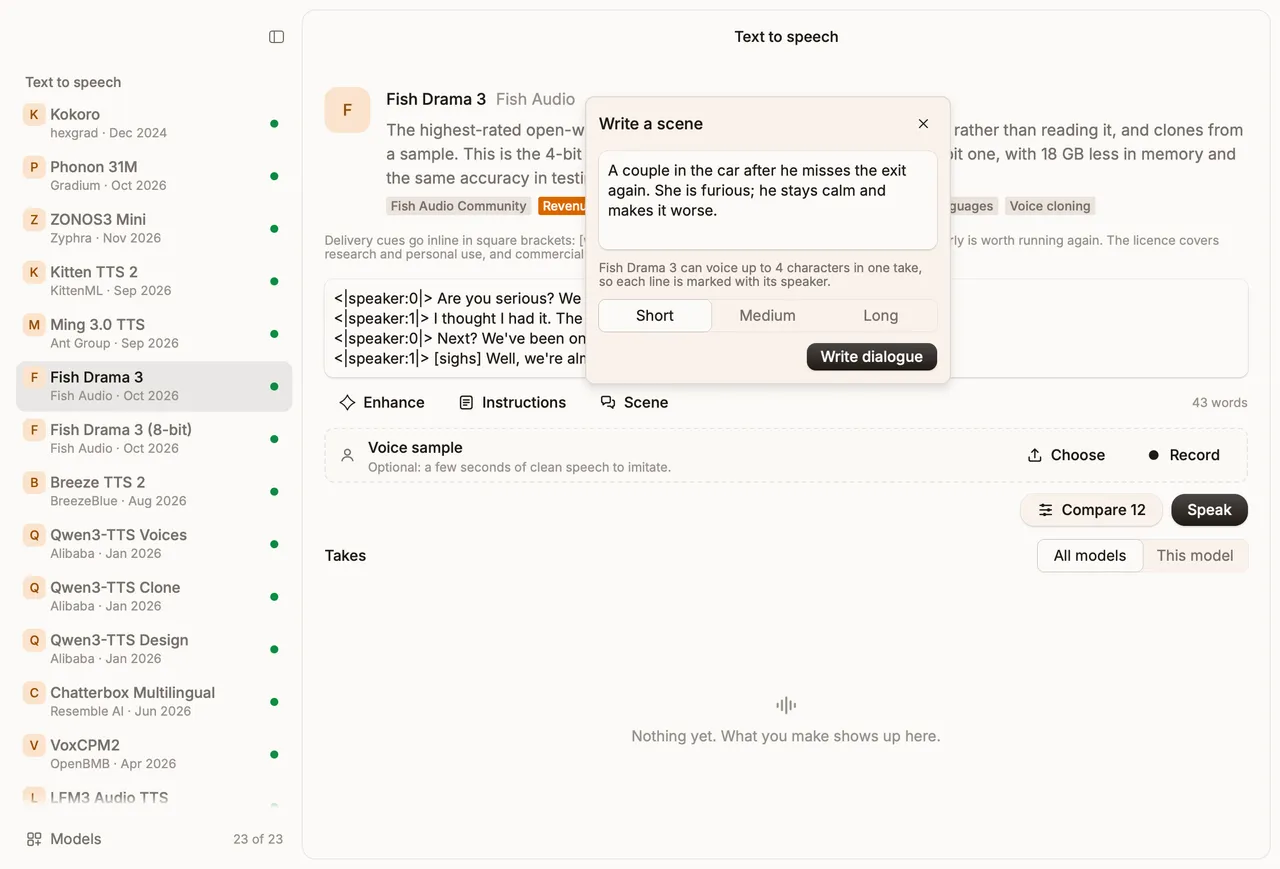 Text to speech
Text to speech
K Kokoro
hexgrad · Dec 2024
P Phonon 31M
Gradium · Oct 2026
Z ZONOS3 Mini
Zyphra · Nov 2026
K Kitten TTS 2
KittenML · Sep 2026
M Ming 3.0 TTS
Ant Group · Sep 2026
F Fish Drama 3
Fish Audio · Oct 2026
F Fish Drama 3 (8-bit)
Fish Audio · Oct 2026
B Breeze TTS 2
BreezeBlue · Aug 2026
Q Qwen3-TTS Voices
Alibaba · Jan 2026
Q Qwen3-TTS Clone
Alibaba · Jan 2026
Q Qwen3-TTS Design
Alibaba · Jan 2026
C Chatterbox Multilingual
Resemble AI · Jun 2026
V VoxCPM2
OpenBMB · Apr 2026
L LFM3 Audio TTS
Models 23 of 23
F
Fish Drama 3 Fish Audio
The highest-rated open- rather than reading it, and clones from
a sample. This is the 4-bit one, with 18 GB less in memory and
the same accuracy in
Fish Audio Community Voice cloning
Delivery cues go inline in square brackets: is worth running again. The licence covers
research and personal use, and commercial
<|speaker:0|> Are you serious? We
<|speaker:1|> I thought I had it. The
<|speaker:0|> Next? We've been on
<|speaker:1|> [sighs] Well, we're
Write a scene
A couple in the car after he misses the exit
again. She is furious; he stays calm and
makes it worse.
Fish Drama 3 can voice up to 4 characters in one take,
so each line is marked with its speaker.
Short Medium Long
Write dialogue
Enhance Instructions Scene 43 words
Voice sample
Optional: a few seconds of clean speech to imitate.
Choose Record
Compare 12 Speak
Takes All models This model
Nothing yet. What you make shows up here.